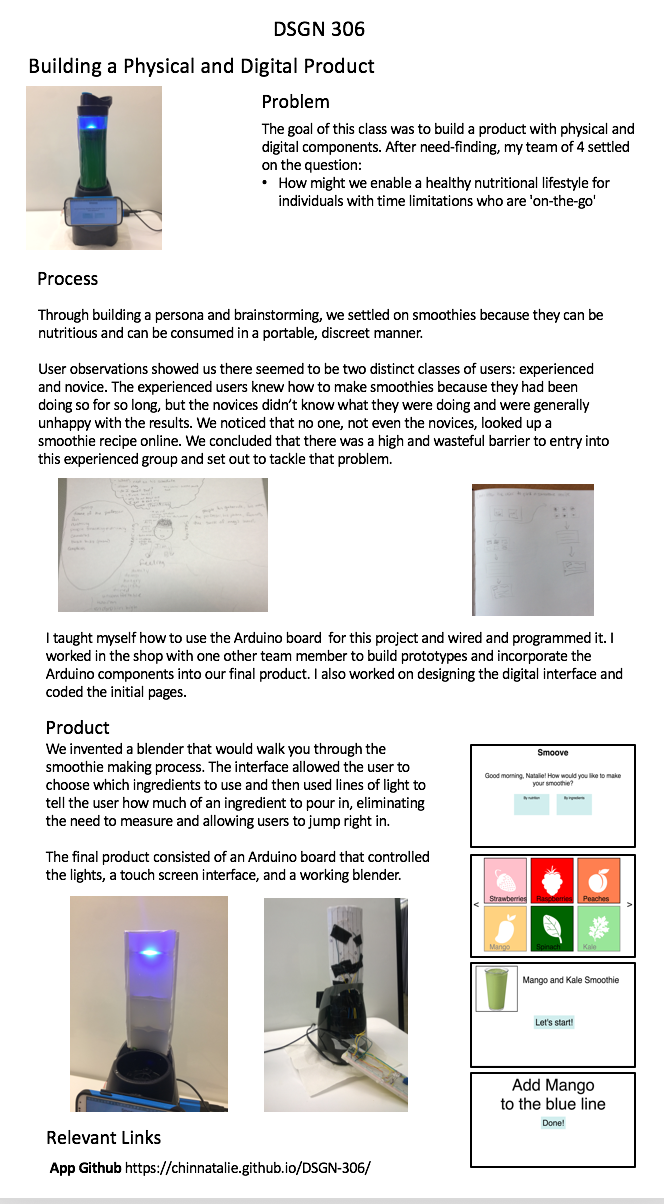 DSGN 306
Building a Physical and Digital Product
Problem
The goal of this class was to build a product with physical and
digital components. After need-finding, my team of 4 settled
on the question:
• How might we enable a healthy nutritional lifestyle for
individuals with time limitations who are 'on-the-go'
Process
Through building a persona and brainstorming, we settled on smoothies because they can be
nutritious and can be consumed in a portable, discreet manner.
User observations showed us there seemed to be two distinct classes of users: experienced
and novice. The experienced users knew how to make smoothies because they had been
doing so for so long, but the novices didn’t know what they were doing and were generally
unhappy with the results. We noticed that no one, not even the novices, looked up a
smoothie recipe online. We concluded that there was a high and wasteful barrier to entry into
this experienced group and set out to tackle that problem.
I taught myself how to use the Arduino board for this project and wired and programmed it. I
worked in the shop with one other team member to build prototypes and incorporate the
Arduino components into our final product. I also worked on designing the digital interface and
coded the initial pages.
Product
We invented a blender that would walk you through the
smoothie making process. The interface allowed the user to
choose which ingredients to use and then used lines of light to
tell the user how much of an ingredient to pour in, eliminating
the need to measure and allowing users to jump right in.
The final product consisted of an Arduino board that controlled
the lights, a touch screen interface, and a working blender.
Smoove
Good morning, Natalie! How would you like to make
your smoothie?
By nutrition By ingredients
Strawberries Raspberries Peaches
< >
Mango Spinach Kale
Mango and Kale Smoothie
Let's start!
Add Mango
to the blue line
Done!
Relevant Links
App Github https://chinnatalie.github.io/DSGN-306/